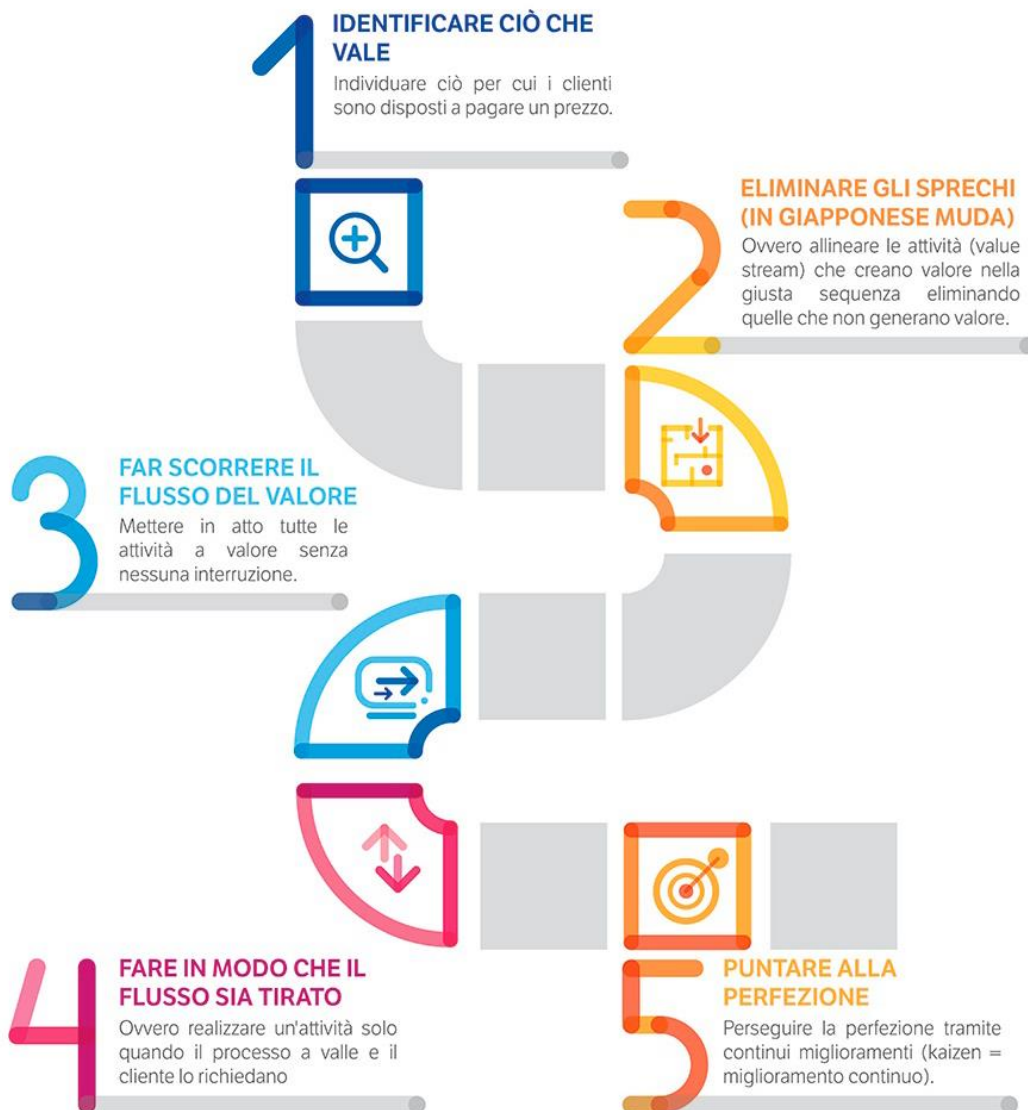 1
IDENTIFICARE CIÒ CHE
VALE
Individuare ciò per cui i clienti
sono disposti a pagare un prezzo.
2
ELIMINARE GLI SPRECHI
(IN GIAPPONESE MUDA)
Ovvero allineare le attività (value
stream) che creano valore nella
giusta sequenza eliminando
quelle che non generano valore.
3
FAR SCORRERE IL
FLUSSO DEL VALORE
Mettere in atto tutte le
attività a valore senza
nessuna interruzione.
4
FARE IN MODO CHE IL
FLUSSO SIA TIRATO
Ovvero realizzare un'attività solo
quando il processo a valle e il
cliente lo richiedano
5
PUNTARE ALLA
PERFEZIONE
Perseguire la perfezione tramite
continui miglioramenti (kaizen =
miglioramento continuo).